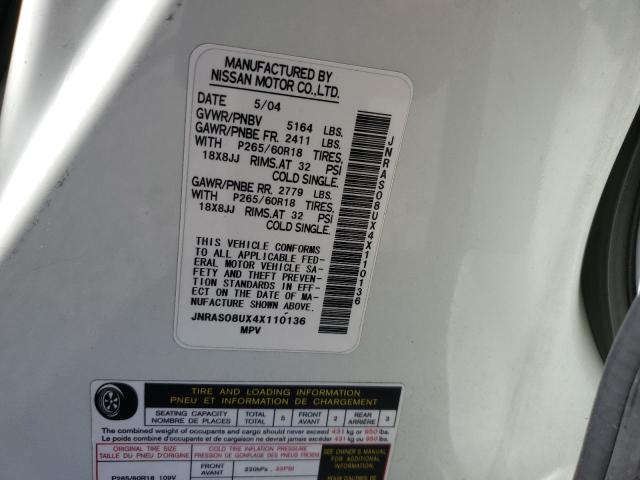 MANUFACTURED BY
NISSAN MOTOR CO.,LTD.
DATE 5/04
GVWR/PNBV 5164 LBS.
GAWR/PNBE FR. 2411 LBS.
WITH P265/60R18 TIRES,
18X8JJ RIMS,AT 32 PSI
COLD SINGLE.
GAWR/PNBE RR. 2779 LBS.
WITH P265/60R18 TIRES,
18X8JJ RIMS,AT 32 PSI
COLD SINGLE.
THIS VEHICLE CONFORMS
TO ALL APPLICABLE FED-
ERAL MOTOR VEHICLE SA-
FETY AND THEFT PREVEN-
TION STANDARDS IN EFF-
ECT ON THE DATE OF MA-
NUFACTURE SHOWN ABOVE.
JNRAS08UX4X110136
MPV
JNRAS08UX4X110136
TIRE AND LOADING INFORMATION
PNEU ET INFORMATION DE CHARGEMENT
SEATING CAPACITY TOTAL 5 FRONT 2 REAR 3
NOMBRE DE PLACES TOTAL AVANT ARRIÈRE
The combined weight of occupants and cargo should never exceed 431 kg or 950 lbs.
Le poids combiné d'occupants et de cargaison ne doit jamais excéder 431 kg or 950 lbs.
ORIGINAL TIRE SIZE COLD TIRE INFLATION PRESSURE SEE OWNER'S MANUAL
TAILLE DU PNEU D'ORIGINE PRESSION DE GONFLAGE DES PNEUS FROIDS FOR ADDITIONAL
INFORMATION.
P265/60R18 109V FRONT 220kPa, 32PSI
AVANT